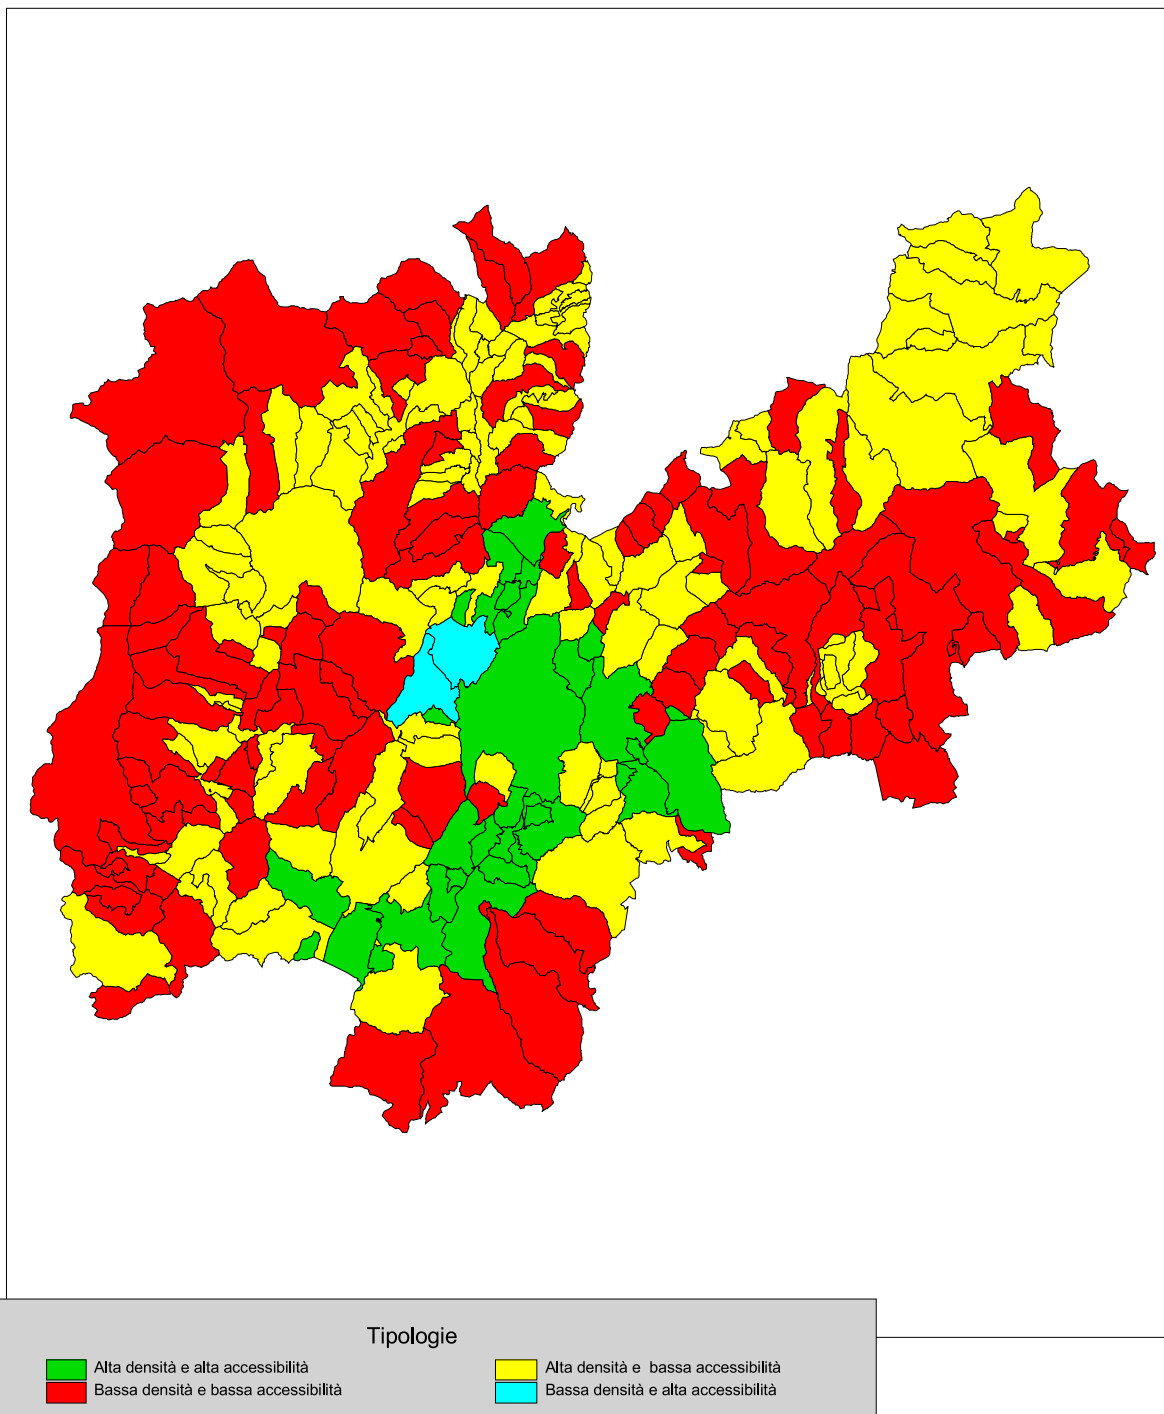 Tipologie
Alta densità e alta accessibilità
Alta densità e bassa accessibilità
Bassa densità e bassa accessibilità
Bassa densità e alta accessibilità